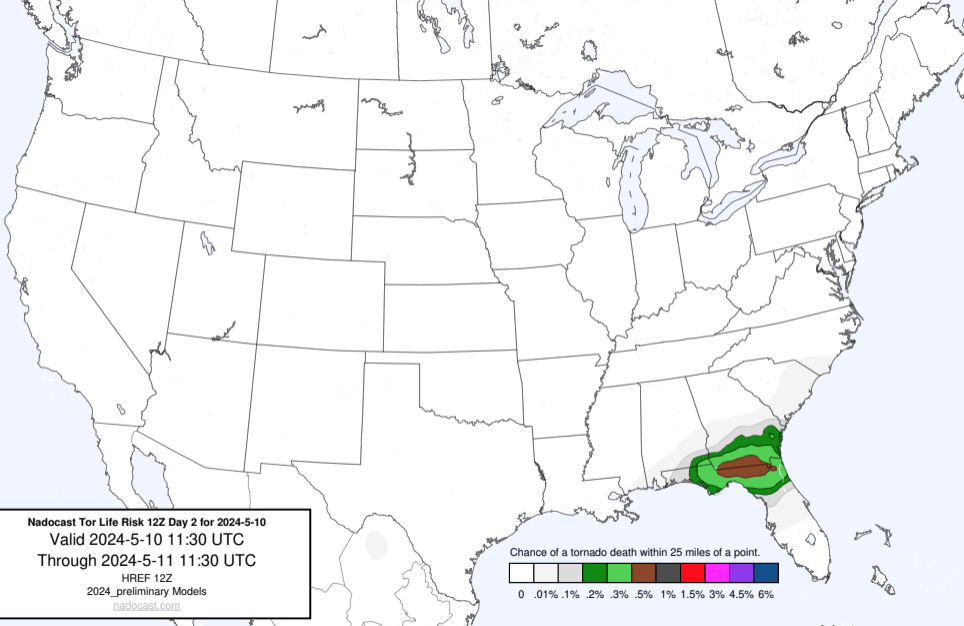 Nadocast Tor Life Risk 12Z Day 2 for 2024-5-10
Valid 2024-5-10 11:30 UTC
Through 2024-5-11 11:30 UTC
HREF 12Z
2024_preliminary Models
nadocast.com
Chance of a tornado death within 25 miles of a point.
0 .01% .1% .2% .3% .5% 1% 1.5% 3% 4.5% 6%